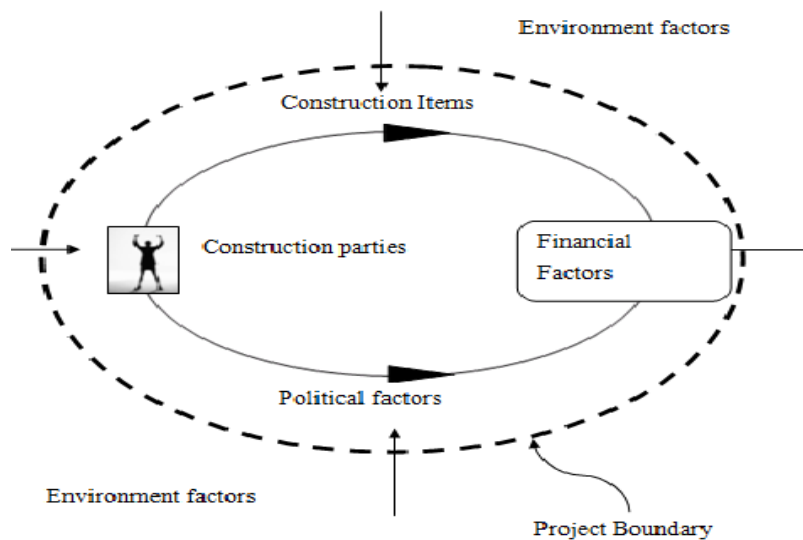 Environment factors
Construction Items
Construction parties
Financial
Factors
Political factors
Environment factors
Project Boundary